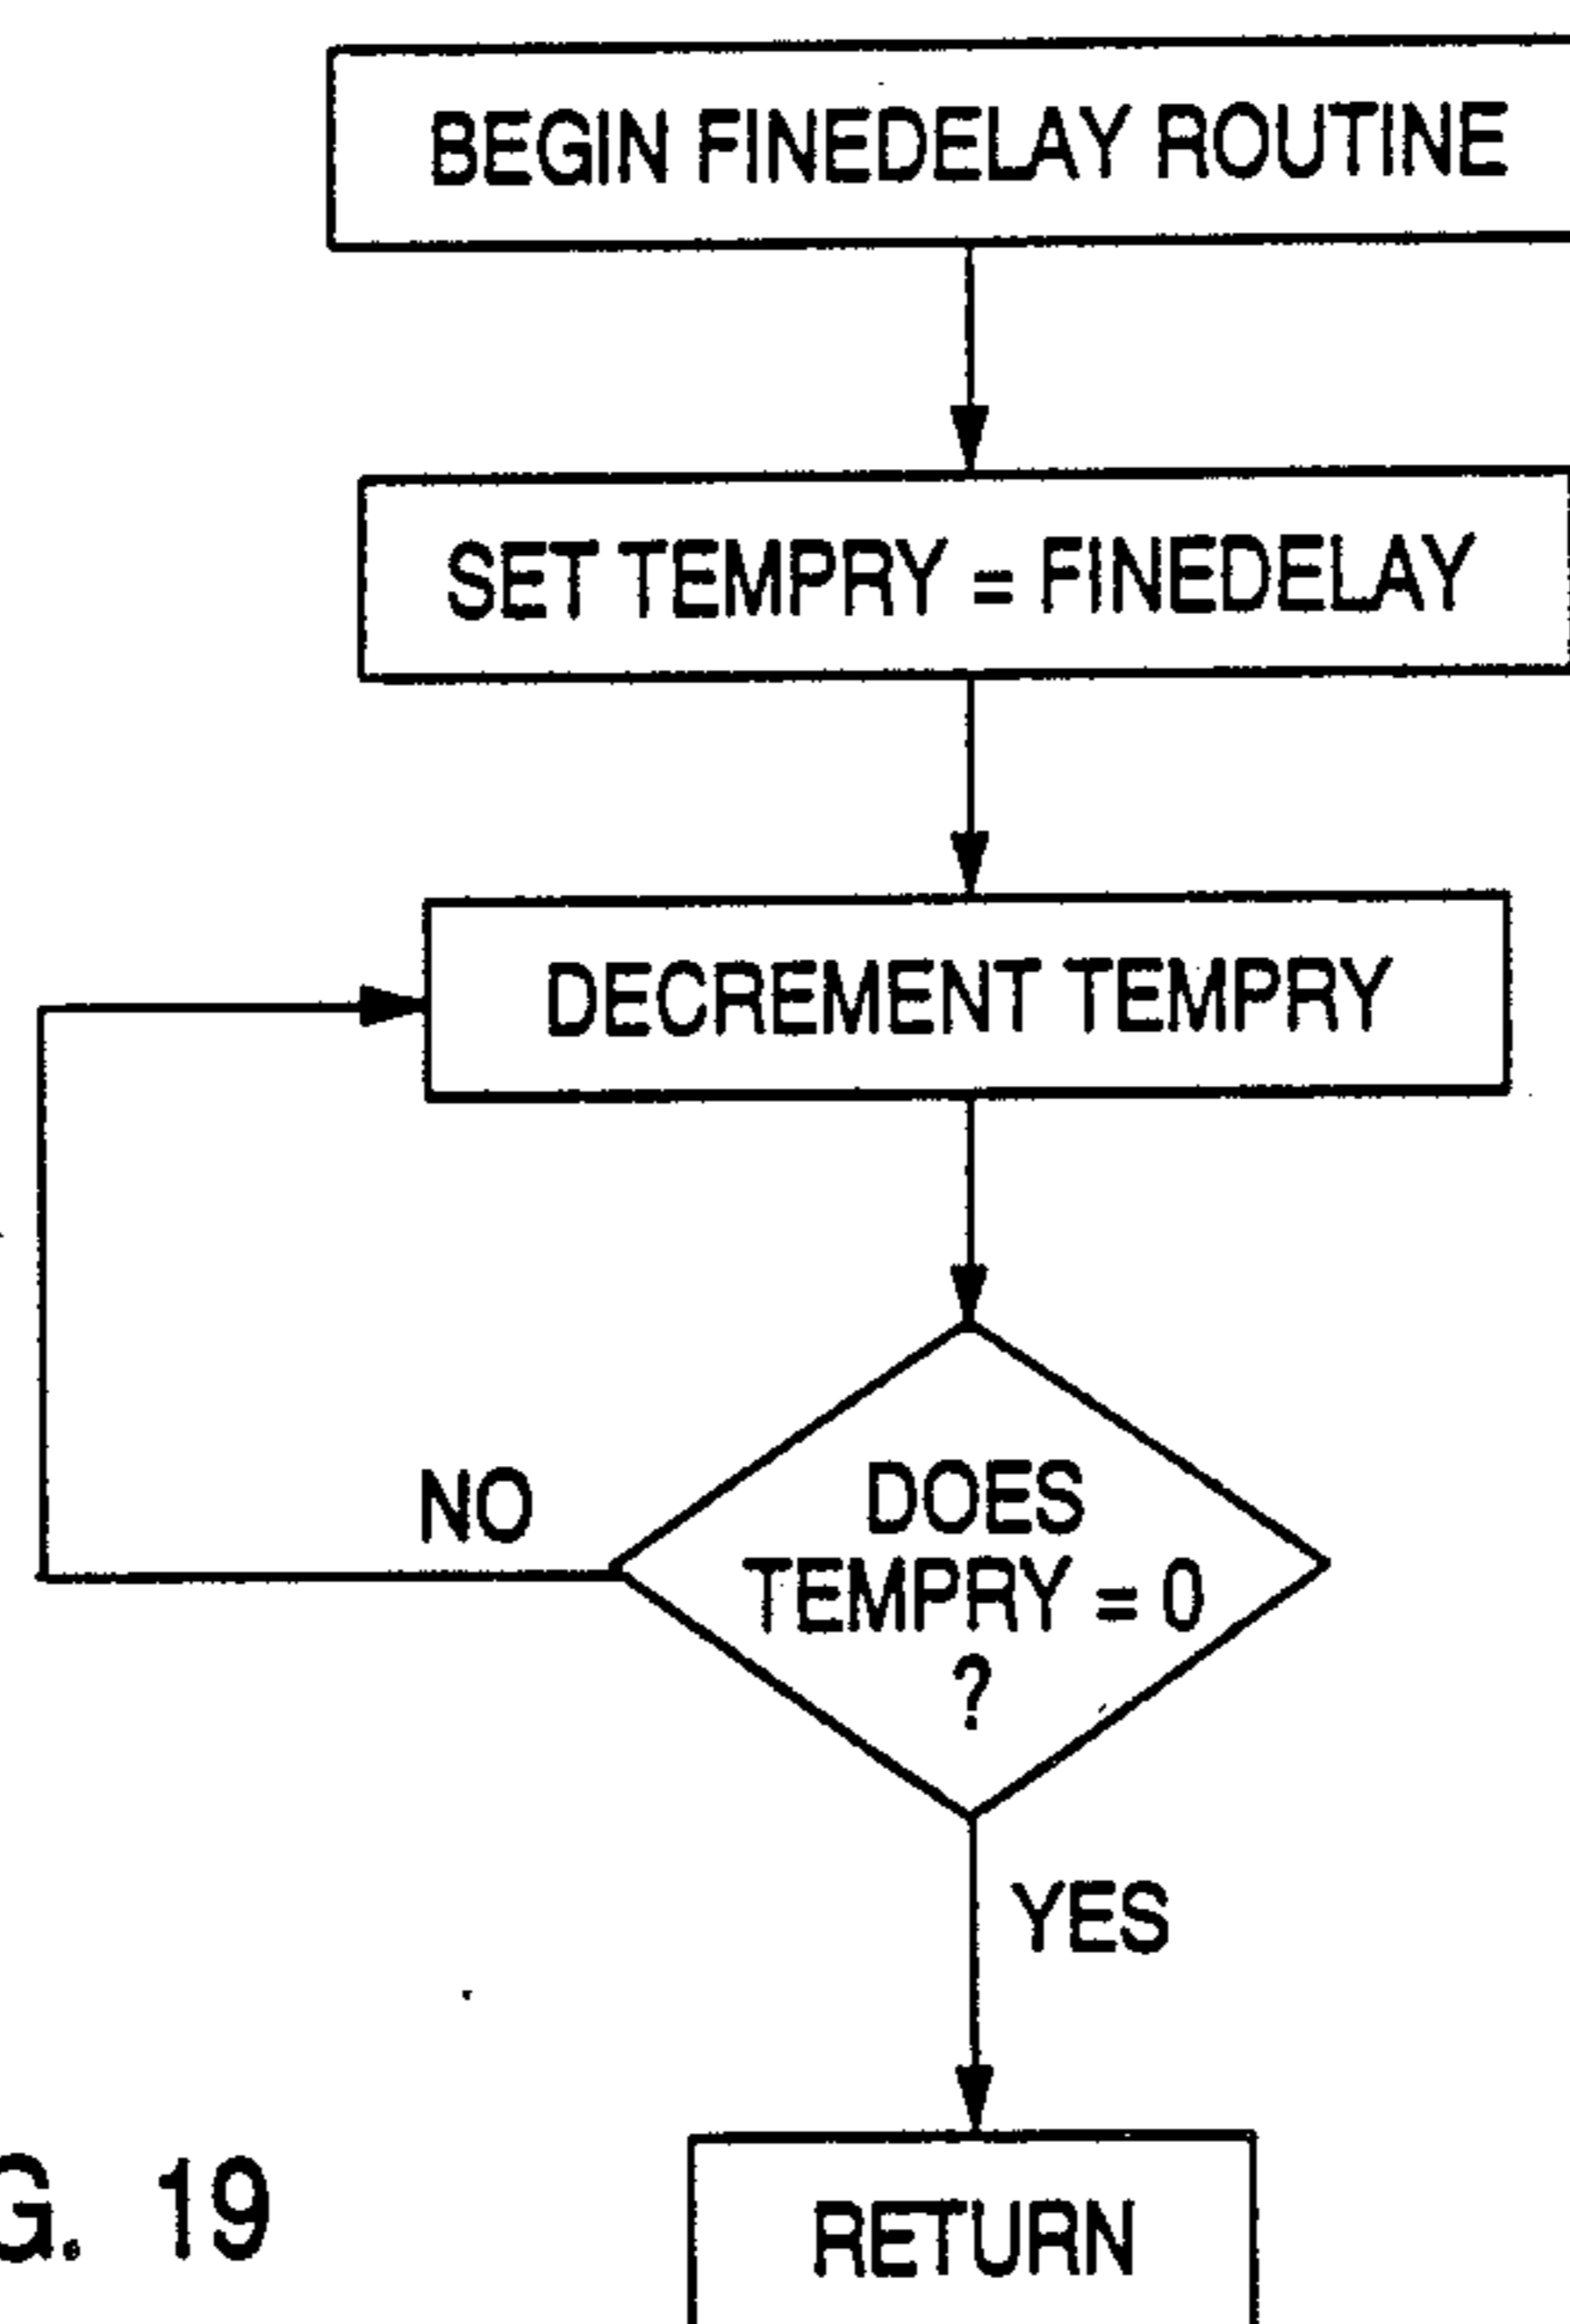 BEGIN FINEDELAY ROUTINE
SET TEMPRY = FINEDELAY
DECREMENT TEMPRY
NO
DOES
TEMPRY = 0
?
YES
G. 19
RETURN